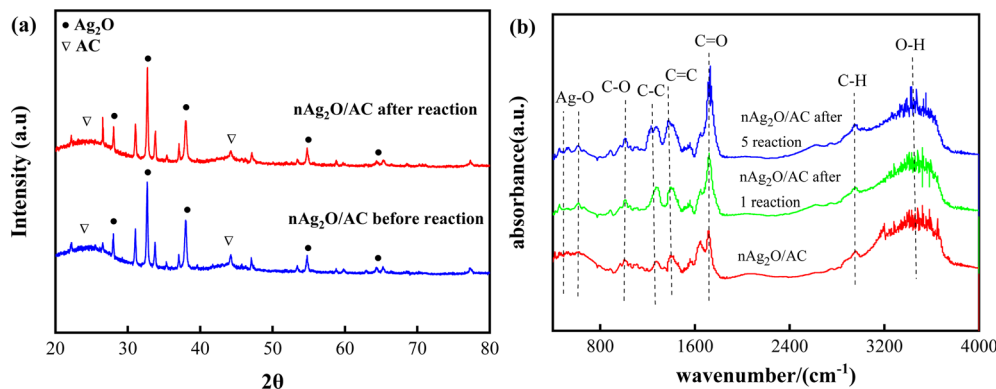 (a)
● Ag₂O
▽ AC
nAg₂O/AC after reaction
nAg₂O/AC before reaction
Intensity (a.u)
20 30 40 50 60 70 80
2θ
(b)
Ag-O
C-O
C-C
C=C
C=O
C-H
O-H
nAg₂O/AC after
5 reaction
nAg₂O/AC after
1 reaction
nAg₂O/AC
absorbance(a.u.)
800 1600 2400 3200 4000
wavenumber/(cm⁻¹)